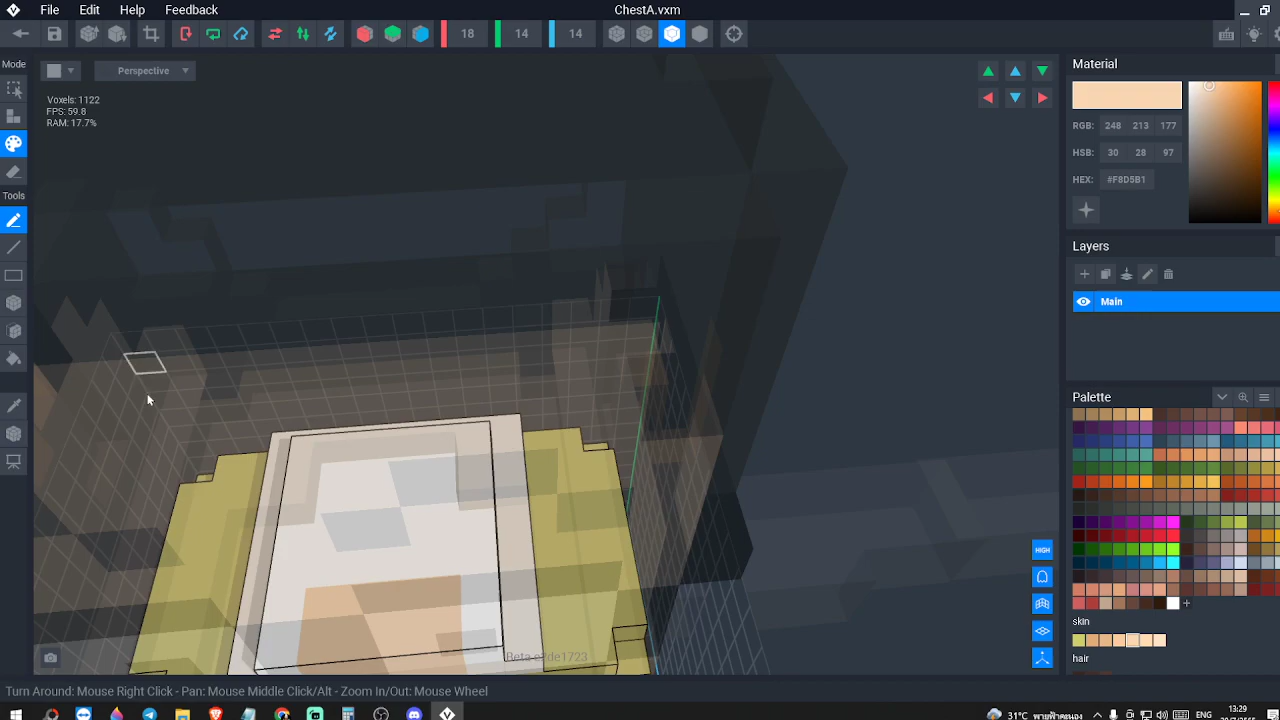 File Edit Help Feedback
ChestA.vxm
18 14 14
Mode
Tools
Perspective
Voxels: 1122
FPS: 59.8
RAM: 17.7%
Material
RGB: 248 213 177
HSB: 30 28 97
HEX: #F8D5B1
Layers
Main
Palette
skin
hair
HIGH
Beta e2de1723
Turn Around: Mouse Right Click - Pan: Mouse Middle Click/Alt - Zoom In/Out: Mouse Wheel
31°C
13:29